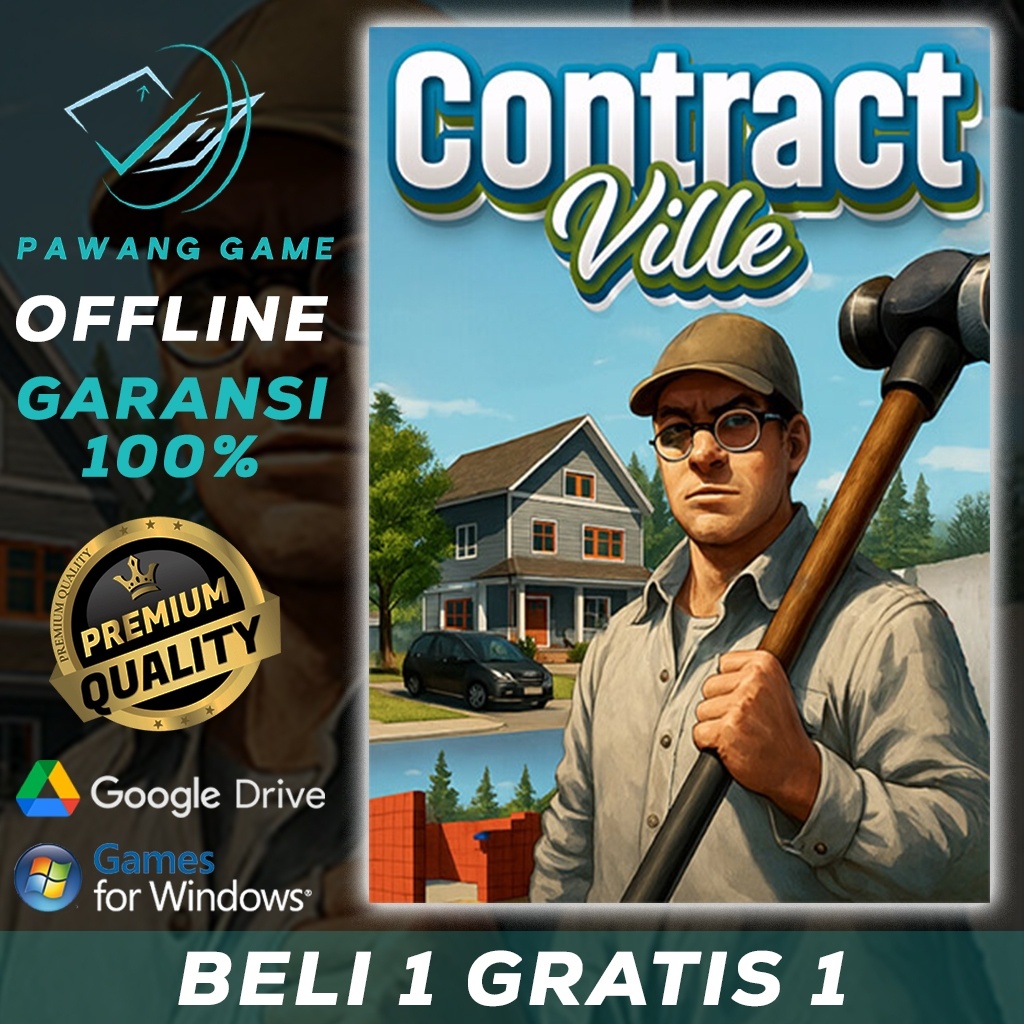 PAWANG GAME
OFFLINE
GARANSI
100%
PREMIUM QUALITY
PREMIUM
QUALITY
Google Drive
Games
for Windows®
Contract
Ville
BELI 1 GRATIS 1